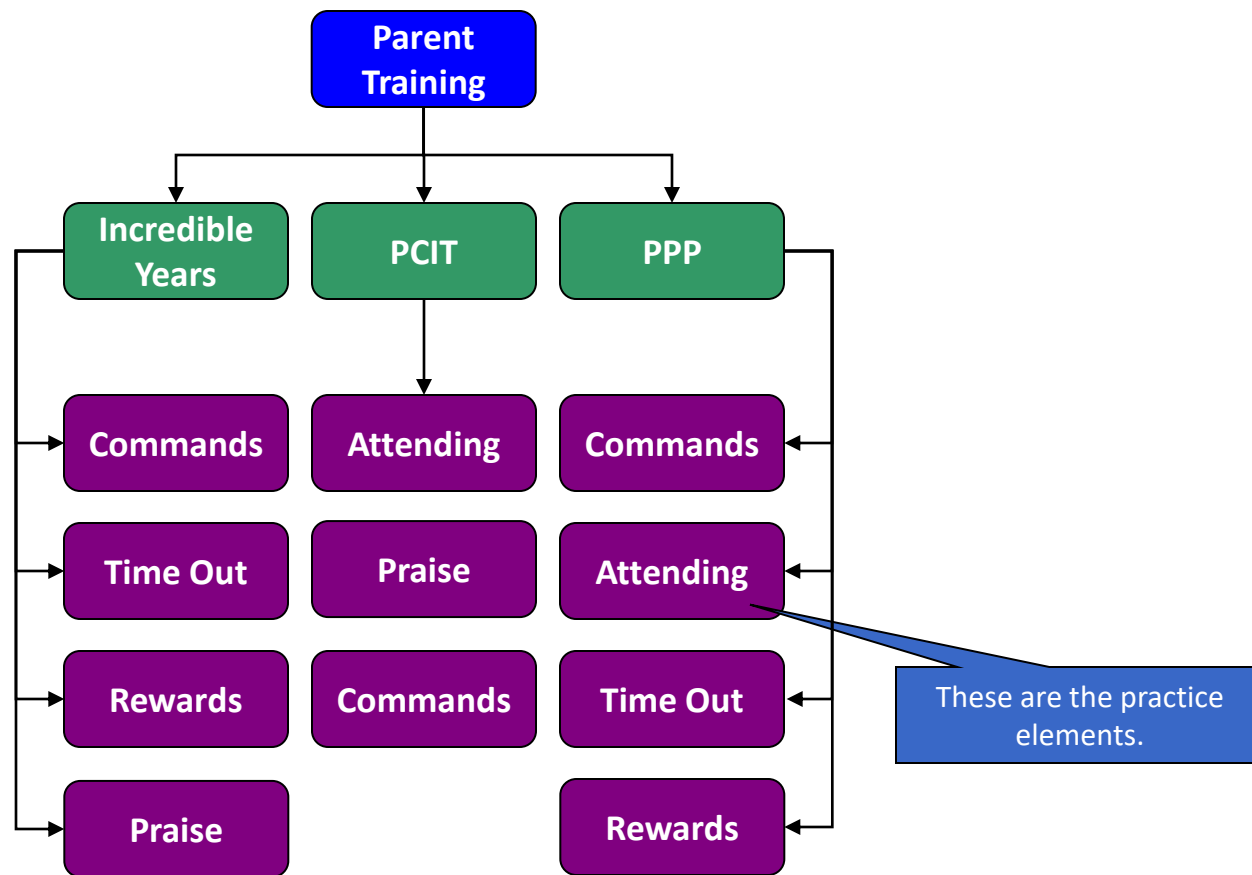 Parent
Training
Incredible
Years
PCIT
PPP
Commands
Attending
Commands
Time Out
Praise
Attending
Rewards
Commands
Time Out
These are the practice
elements.
Praise
Rewards